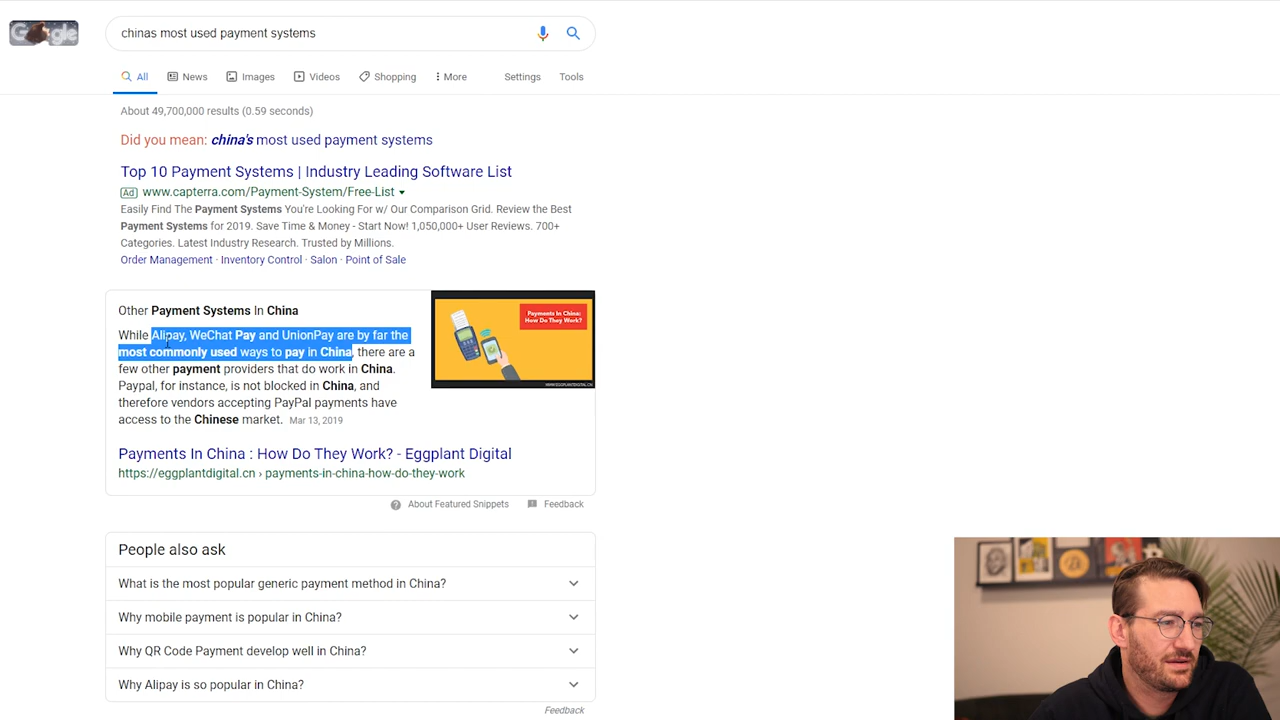 Google
chinas most used payment systems
All News Images Videos Shopping More Settings Tools
About 49,700,000 results (0.59 seconds)
Did you mean: china's most used payment systems
Top 10 Payment Systems | Industry Leading Software List
Ad www.capterra.com/Payment-System/Free-List
Easily Find The Payment Systems You're Looking For w/ Our Comparison Grid. Review the Best
Payment Systems for 2019. Save Time & Money - Start Now! 1,050,000+ User Reviews. 700+
Categories. Latest Industry Research. Trusted by Millions.
Order Management · Inventory Control · Salon · Point of Sale
Other Payment Systems In China
While Alipay, WeChat Pay and UnionPay are by far the
most commonly used ways to pay in China, there are a
few other payment providers that do work in China.
Paypal, for instance, is not blocked in China, and
therefore vendors accepting PayPal payments have
access to the Chinese market. Mar 13, 2019
Payments In China:
How Do They Work?
WWW.EGGPLANTDIGITAL.CN
Payments In China : How Do They Work? - Eggplant Digital
https://eggplantdigital.cn › payments-in-china-how-do-they-work
About Featured Snippets Feedback
People also ask
What is the most popular generic payment method in China?
Why mobile payment is popular in China?
Why QR Code Payment develop well in China?
Why Alipay is so popular in China?
Feedback